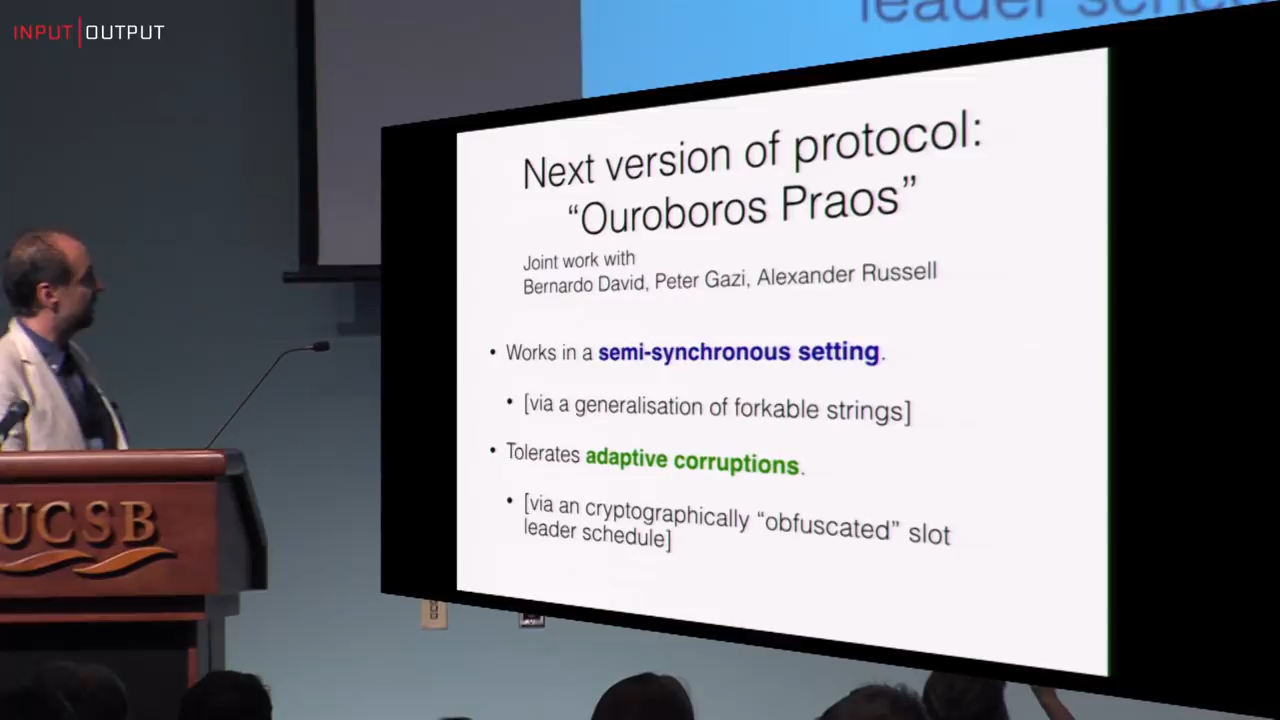 INPUT|OUTPUT
leader
Next version of protocol:
“Ouroboros Praos”
Joint work with
Bernardo David, Peter Gazi, Alexander Russell
• Works in a semi-synchronous setting.
• [via a generalisation of forkable strings]
• Tolerates adaptive corruptions.
• [via an cryptographically “obfuscated” slot
leader schedule]
UCSB